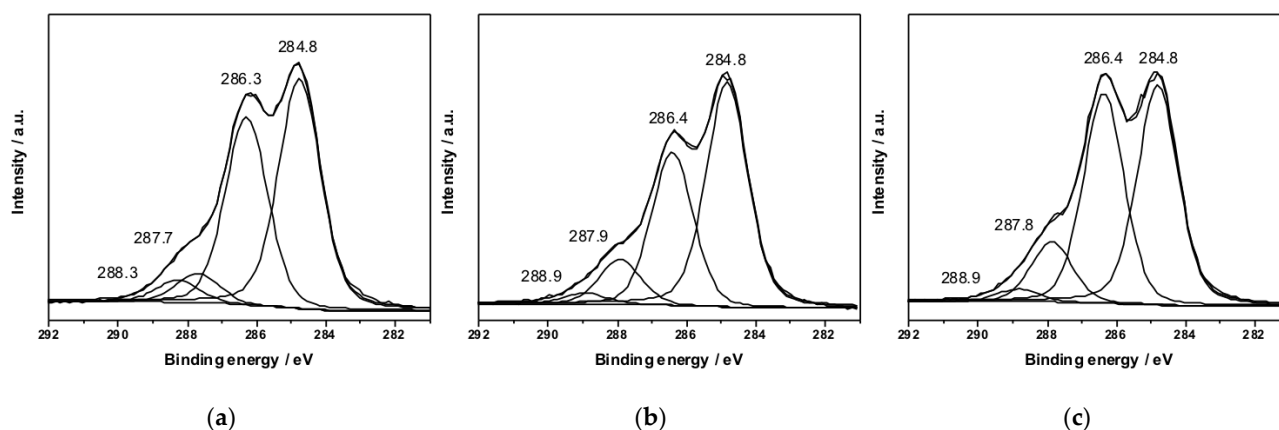 284.8
286.3
287.7
288.3
Intensity / a.u.
292 290 288 286 284 282
Binding energy / eV
(a)
284.8
286.4
287.9
288.9
Intensity / a.u.
292 290 288 286 284 282
Binding energy / eV
(b)
286.4 284.8
287.8
288.9
Intensity / a.u.
292 290 288 286 284 282
Binding energy / eV
(c)